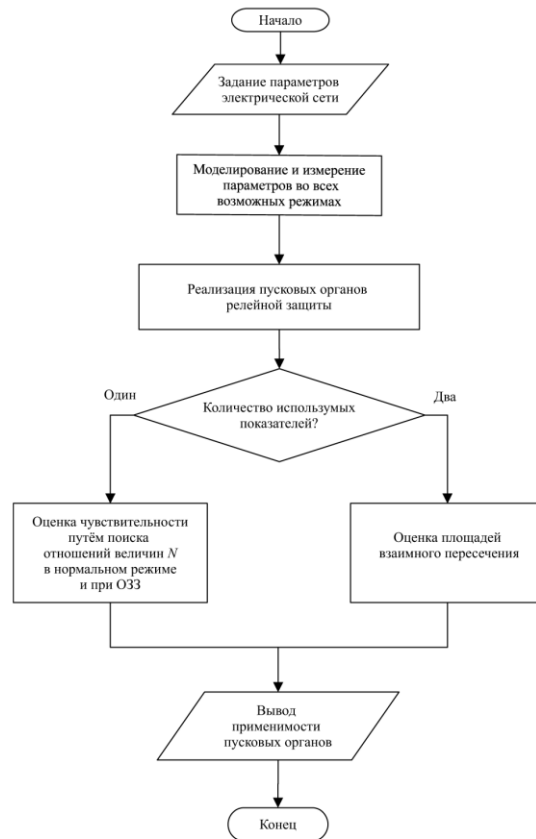 Начало
Задание параметров
электрической сети
Моделирование и измерение
параметров во всех
возможных режимах
Реализация пусковых органов
релейной защиты
Количество использумых
показателей?
Один
Два
Оценка чувствительности
путём поиска
отношений величин N
в нормальном режиме
и при ОЗЗ
Оценка площадей
взаимного пересечения
Вывод
применимости
пусковых органов
Конец